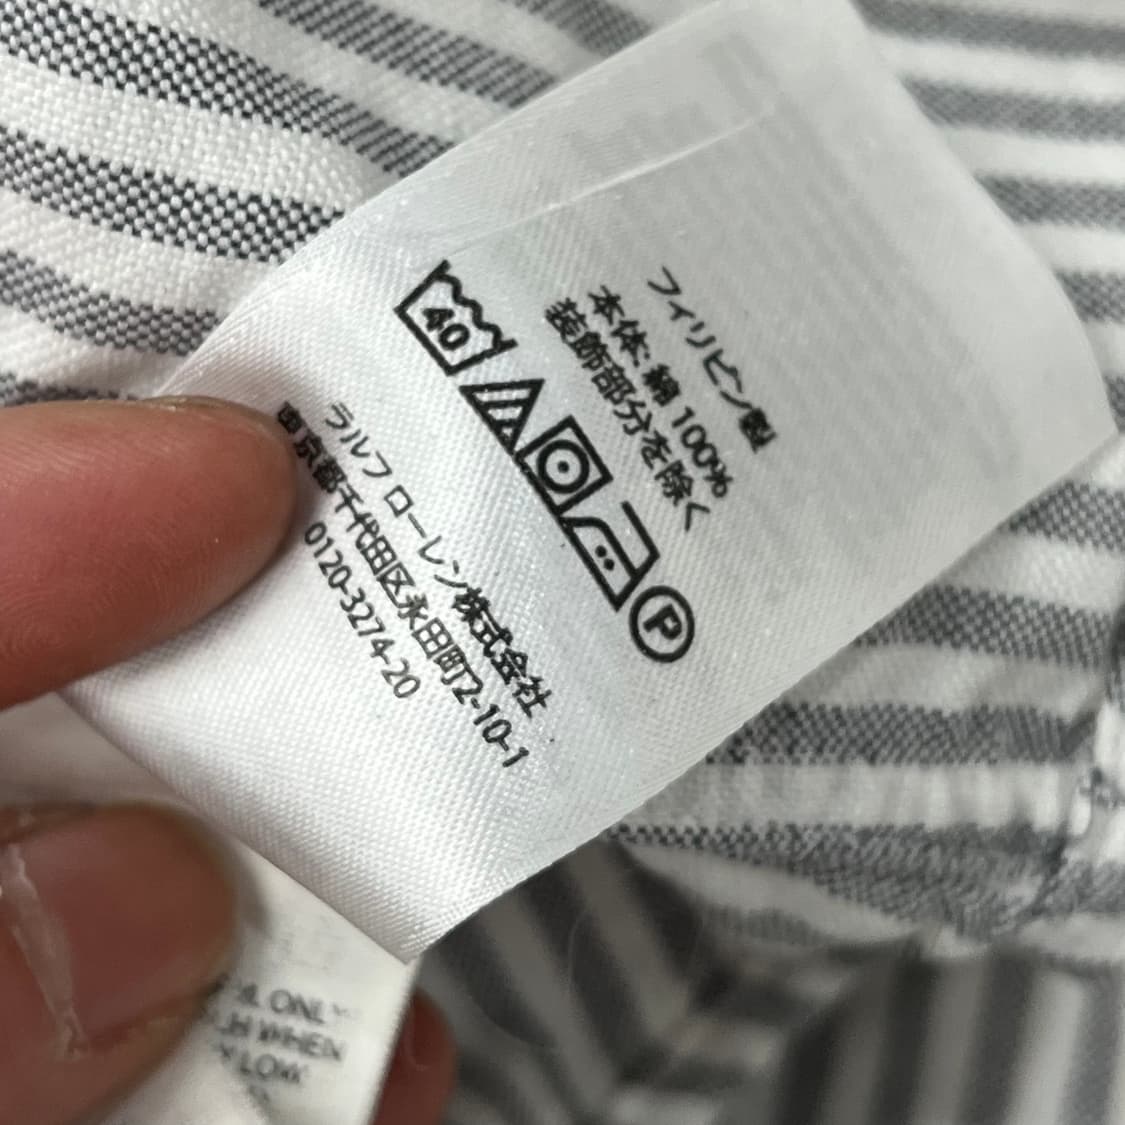 フィリピン製
本体: 綿 100%
装飾部分を除く
40
P
ラルフ ローレン株式会社
東京都千代田区永田町2-10-1
0120-3274-20
ONLY
WHEN
LOW